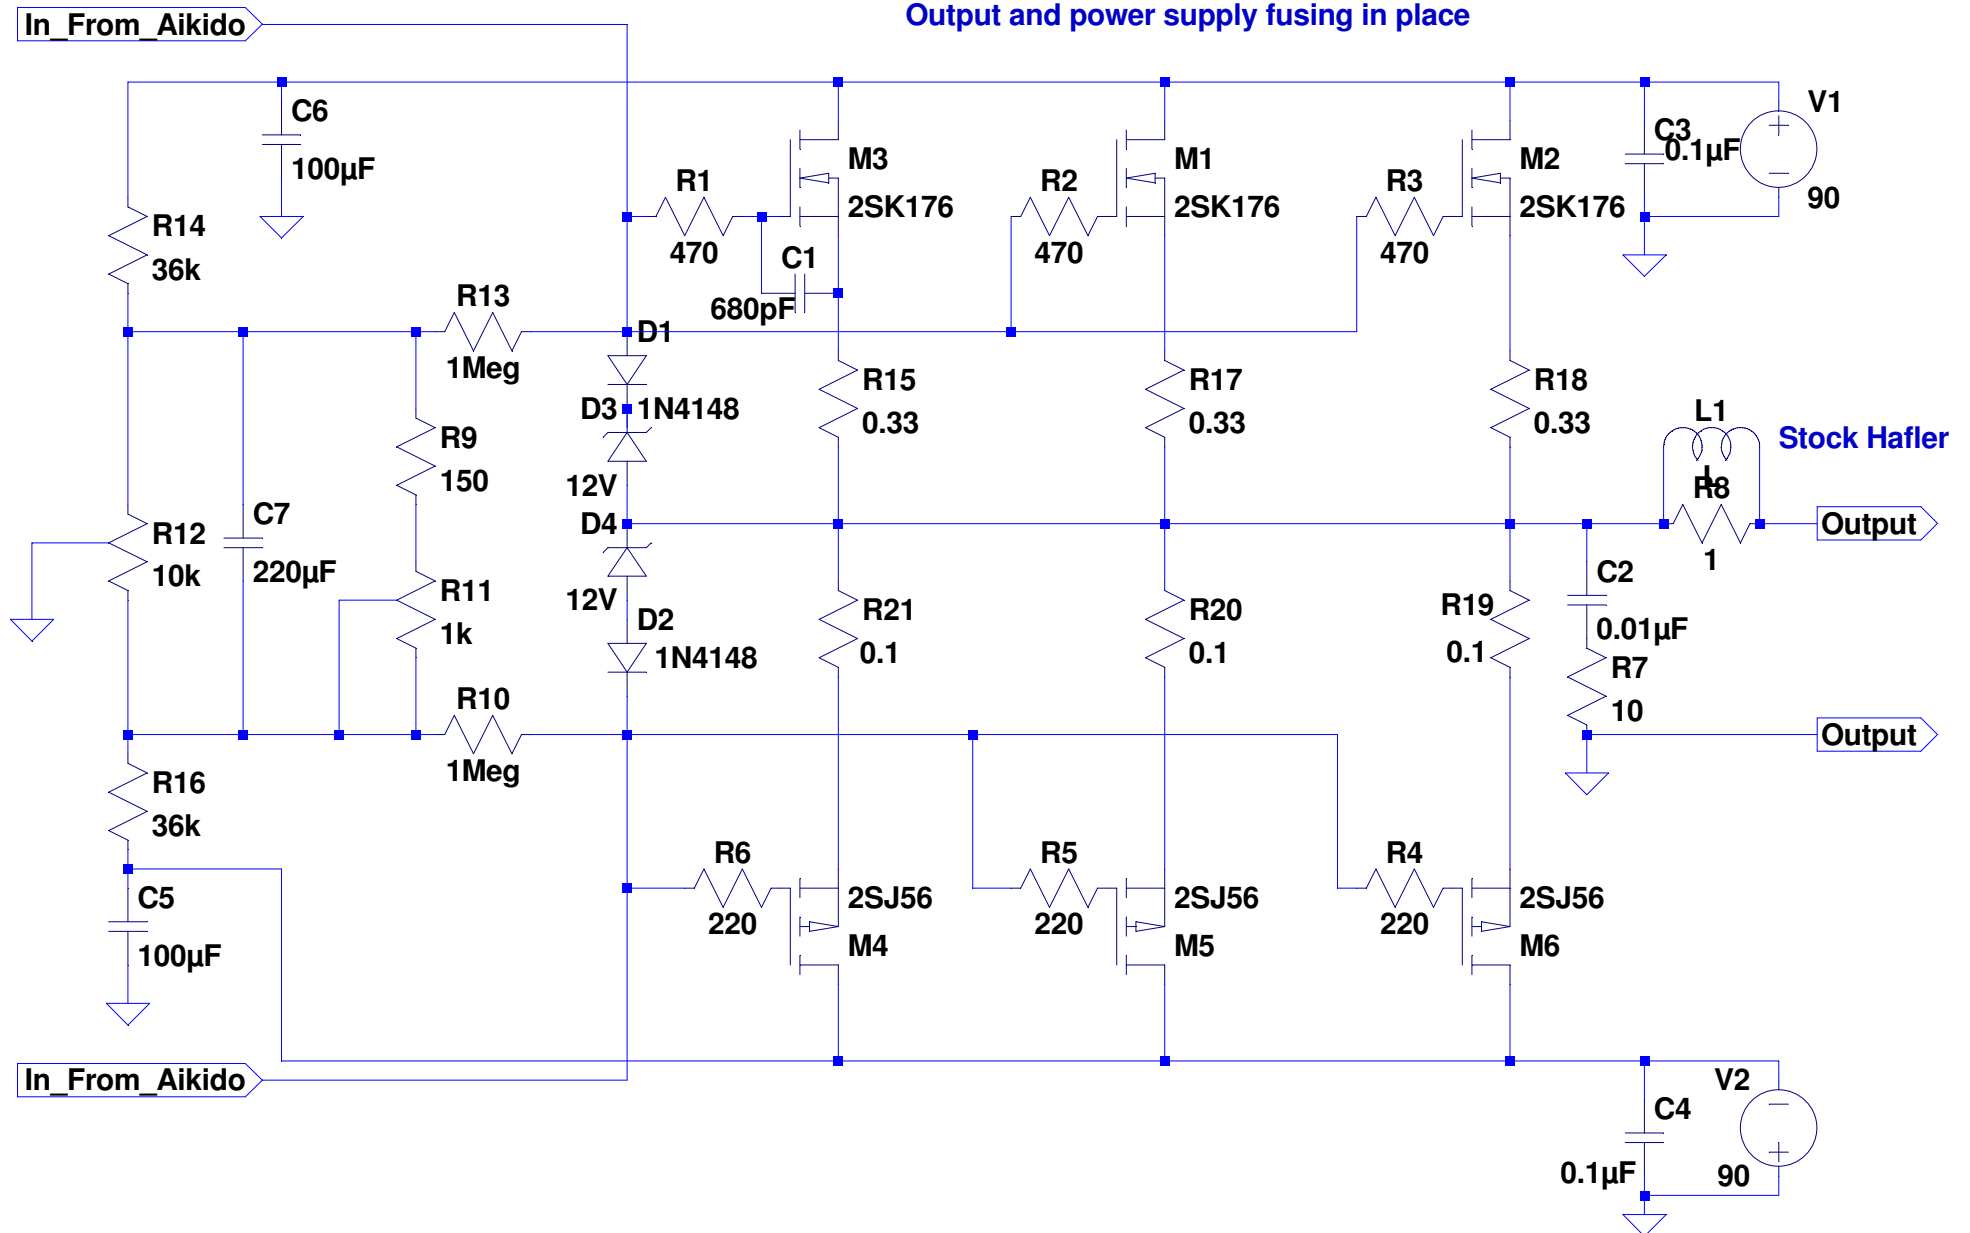 Output and power supply fusing in place
In_From_Aikido
C6
100µF
R14
36k
R1
470
M3
2SK176
C1
680pF
R2
470
M1
2SK176
R3
470
M2
2SK176
C3
0.1µF
V1
90
R13
1Meg
D1
1N4148
D3
12V
R15
0.33
R17
0.33
R18
0.33
L1
L
Stock Hafler
R8
1
Output
R9
150
R12
10k
C7
220µF
R11
1k
D4
12V
D2
1N4148
R21
0.1
R20
0.1
R19
0.1
C2
0.01µF
R7
10
Output
R10
1Meg
R16
36k
C5
100µF
R6
220
2SJ56
M4
R5
220
2SJ56
M5
R4
220
2SJ56
M6
In_From_Aikido
C4
0.1µF
V2
90